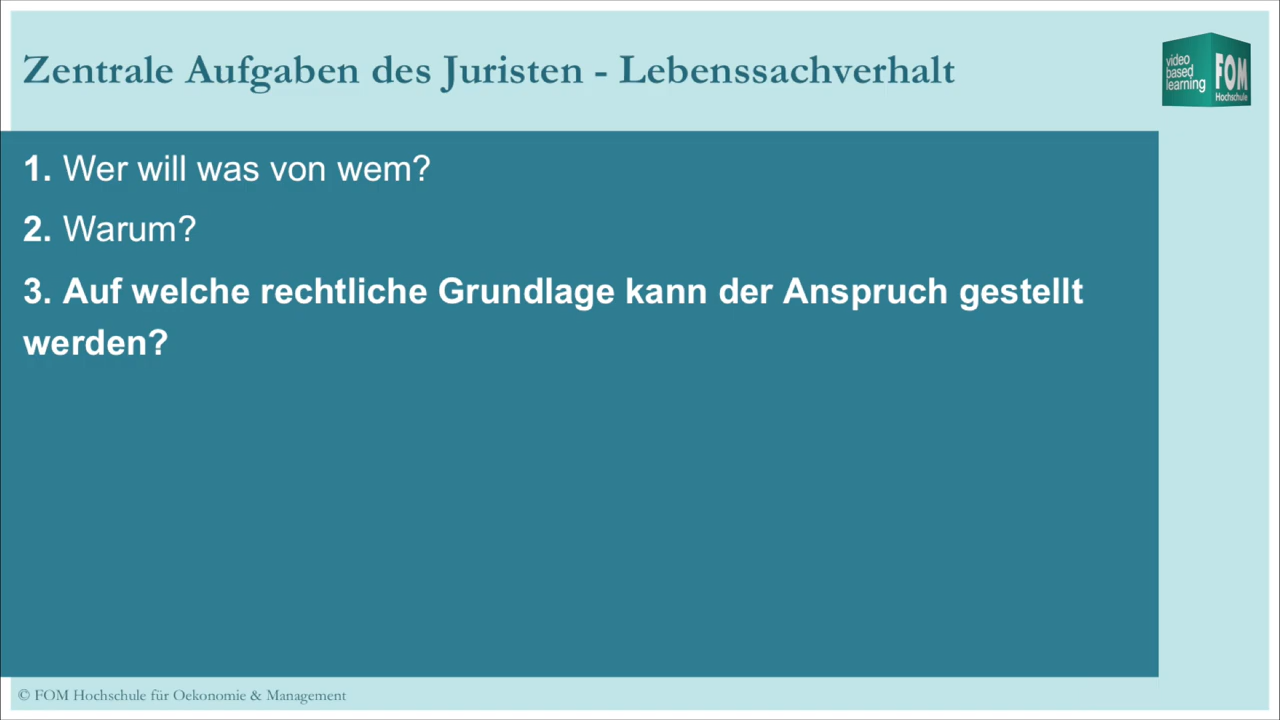 Zentrale Aufgaben des Juristen - Lebenssachverhalt
video
based
learning
FOM
Hochschule
1. Wer will was von wem?
2. Warum?
3. Auf welche rechtliche Grundlage kann der Anspruch gestellt
werden?
© FOM Hochschule für Oekonomie & Management